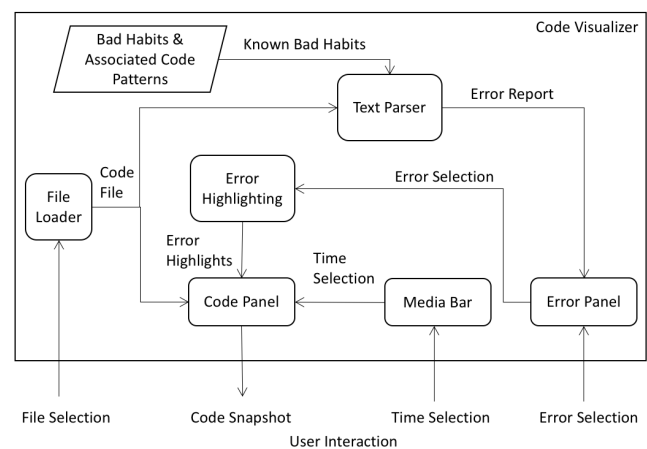 Code Visualizer
Bad Habits &
Associated Code
Patterns
Known Bad Habits
Text Parser
Error Report
Code
File
File
Loader
Error
Highlighting
Error Selection
Error
Highlights
Time
Selection
Code Panel
Media Bar
Error Panel
File Selection
Code Snapshot
Time Selection
Error Selection
User Interaction